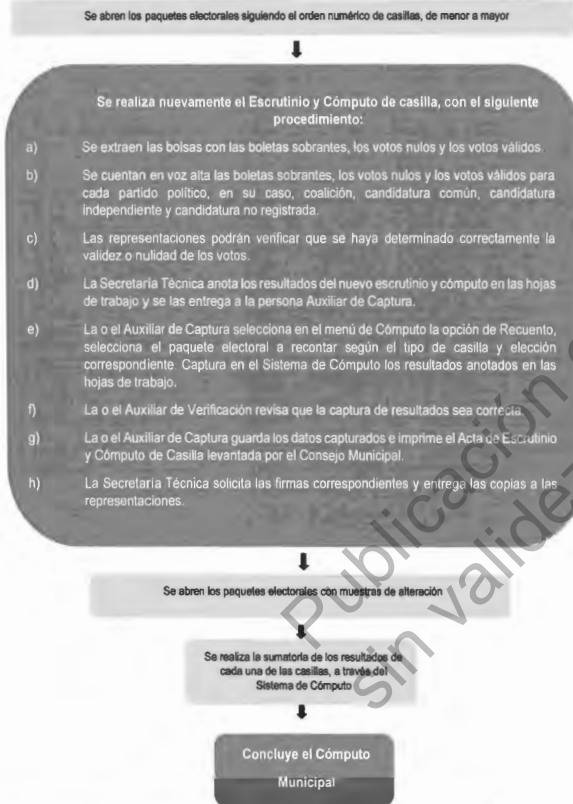 Se abren los paquetes electorales siguiendo el orden numérico de casillas, de menor a mayor
Se realiza nuevamente el Escrutinio y Cómputo de casilla, con el siguiente
procedimiento:
a) Se extraen las bolsas con las boletas sobrantes, los votos nulos y los votos válidos.
b) Se cuentan en voz alta las boletas sobrantes, los votos nulos y los votos válidos para
cada partido político, en su caso, coalición, candidatura común, candidatura
independiente y candidatura no registrada.
c) Las representaciones podrán verificar que se haya determinado correctamente la
validez o nulidad de los votos.
d) La Secretaría Técnica anota los resultados del nuevo escrutinio y cómputo en las hojas
de trabajo y se las entrega a la persona Auxiliar de Captura.
e) La o el Auxiliar de Captura selecciona en el menú de Cómputo la opción de Recuento,
selecciona el paquete electoral a recontar según el tipo de casilla y elección
correspondiente. Captura en el Sistema de Cómputo los resultados anotados en las
hojas de trabajo.
f) La o el Auxiliar de Verificación revisa que la captura de resultados sea correcta.
g) La o el Auxiliar de Captura guarda los datos capturados e imprime el Acta de Escrutinio
y Cómputo de Casilla levantada por el Consejo Municipal.
h) La Secretaría Técnica solicita las firmas correspondientes y entrega las copias a las
representaciones.
Se abren los paquetes electorales con muestras de alteración
Se realiza la sumatoria de los resultados de
cada una de las casillas, a través del
Sistema de Cómputo
Concluye el Cómputo
Municipal
Publicación
sin validez